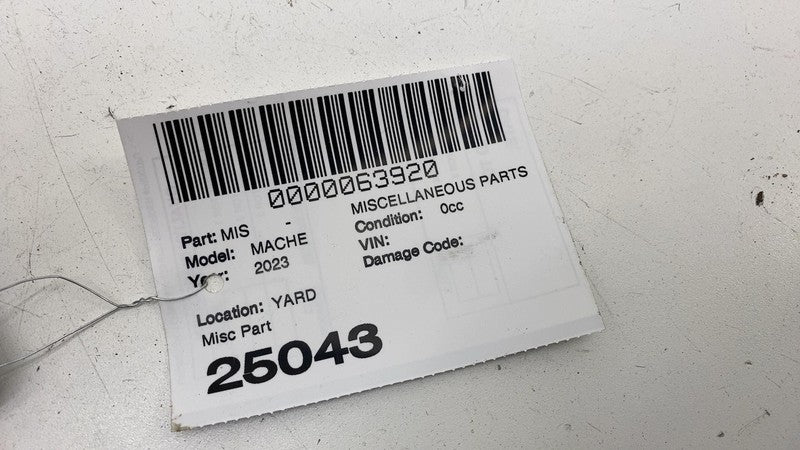 0000063920
Part: MIS - MISCELLANEOUS PARTS
Model: MACHE Condition: 0cc
Year: 2023 VIN:
Damage Code:
Location: YARD
Misc Part
25043